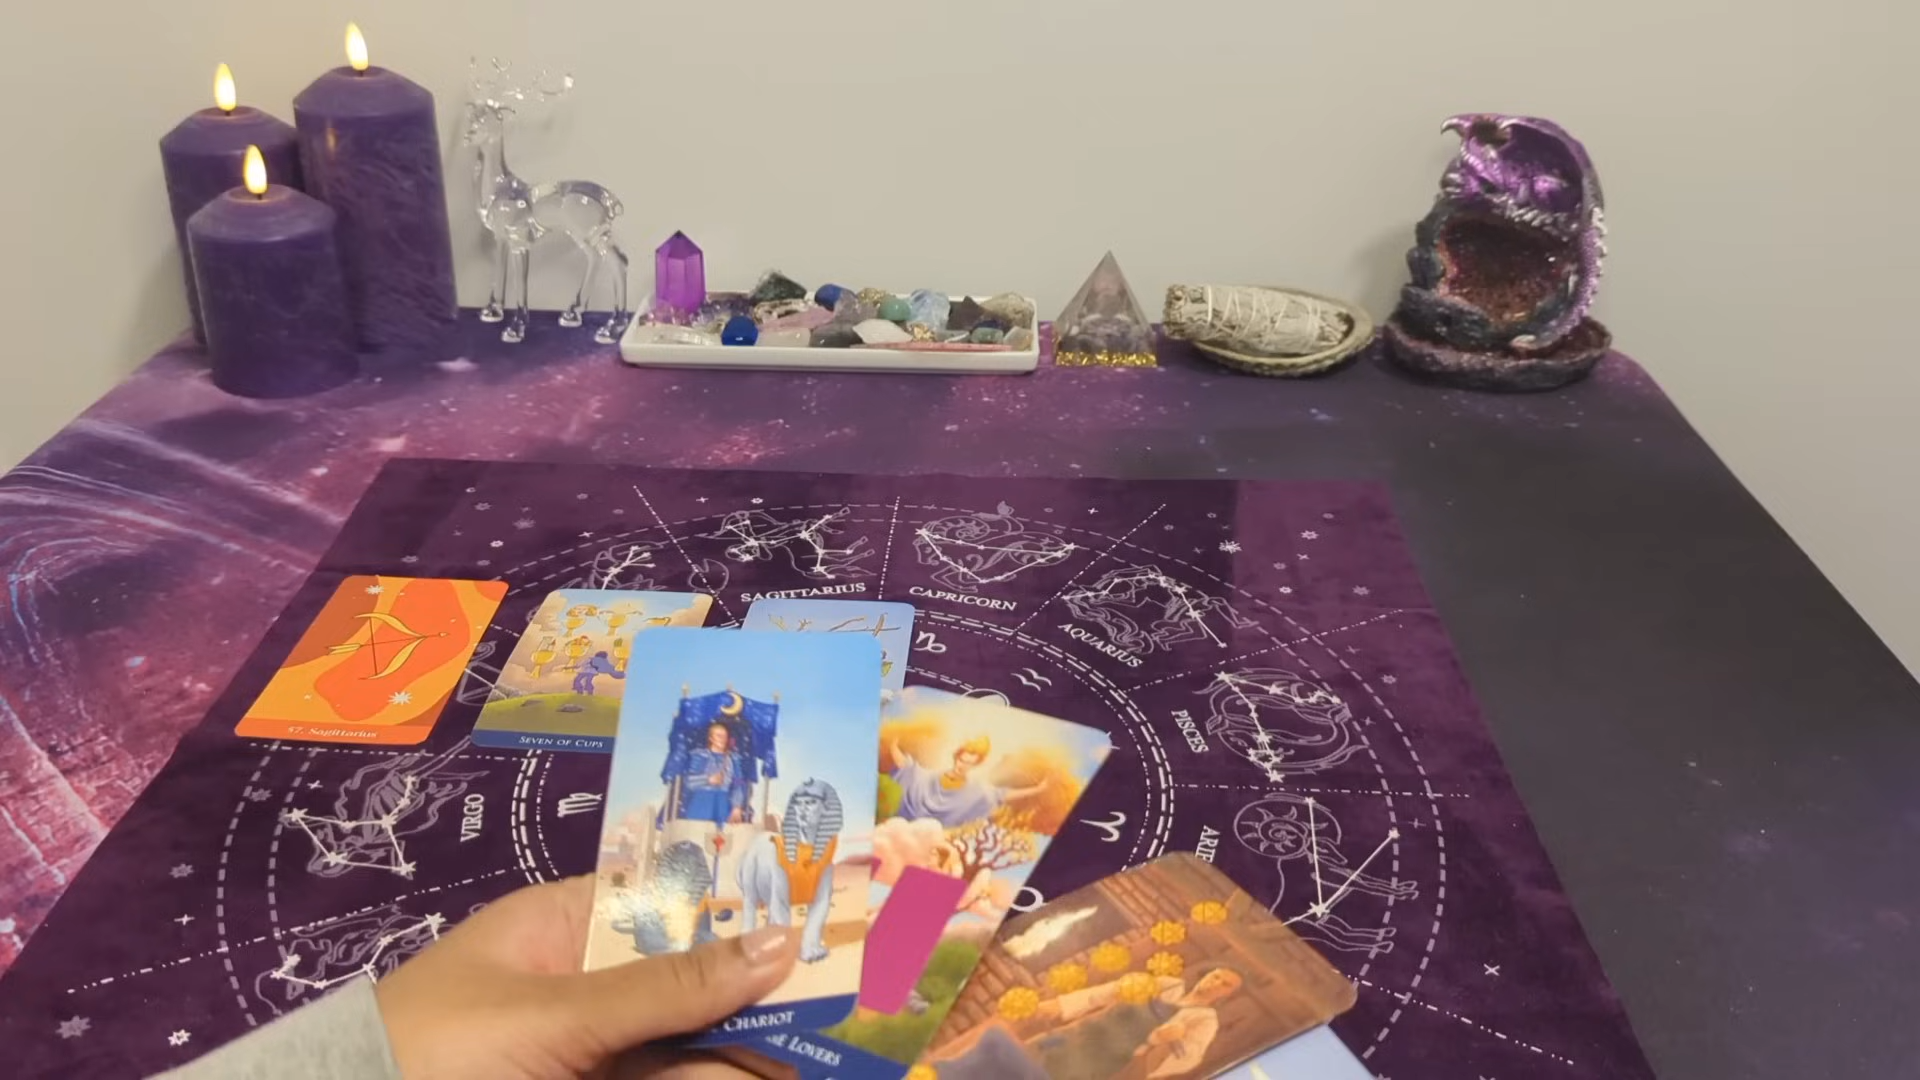 SAGITTARIUS
CAPRICORN
AQUARIUS
PISCES
VIRGO
57. Sagittarius
SEVEN OF CUPS
CHARIOT
LOVERS